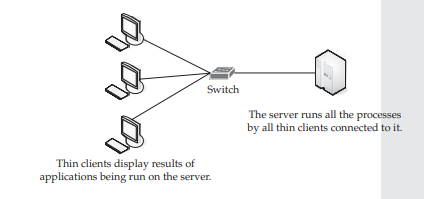 Switch
The server runs all the processes
by all thin clients connected to it.
Thin clients display results of
applications being run on the server.